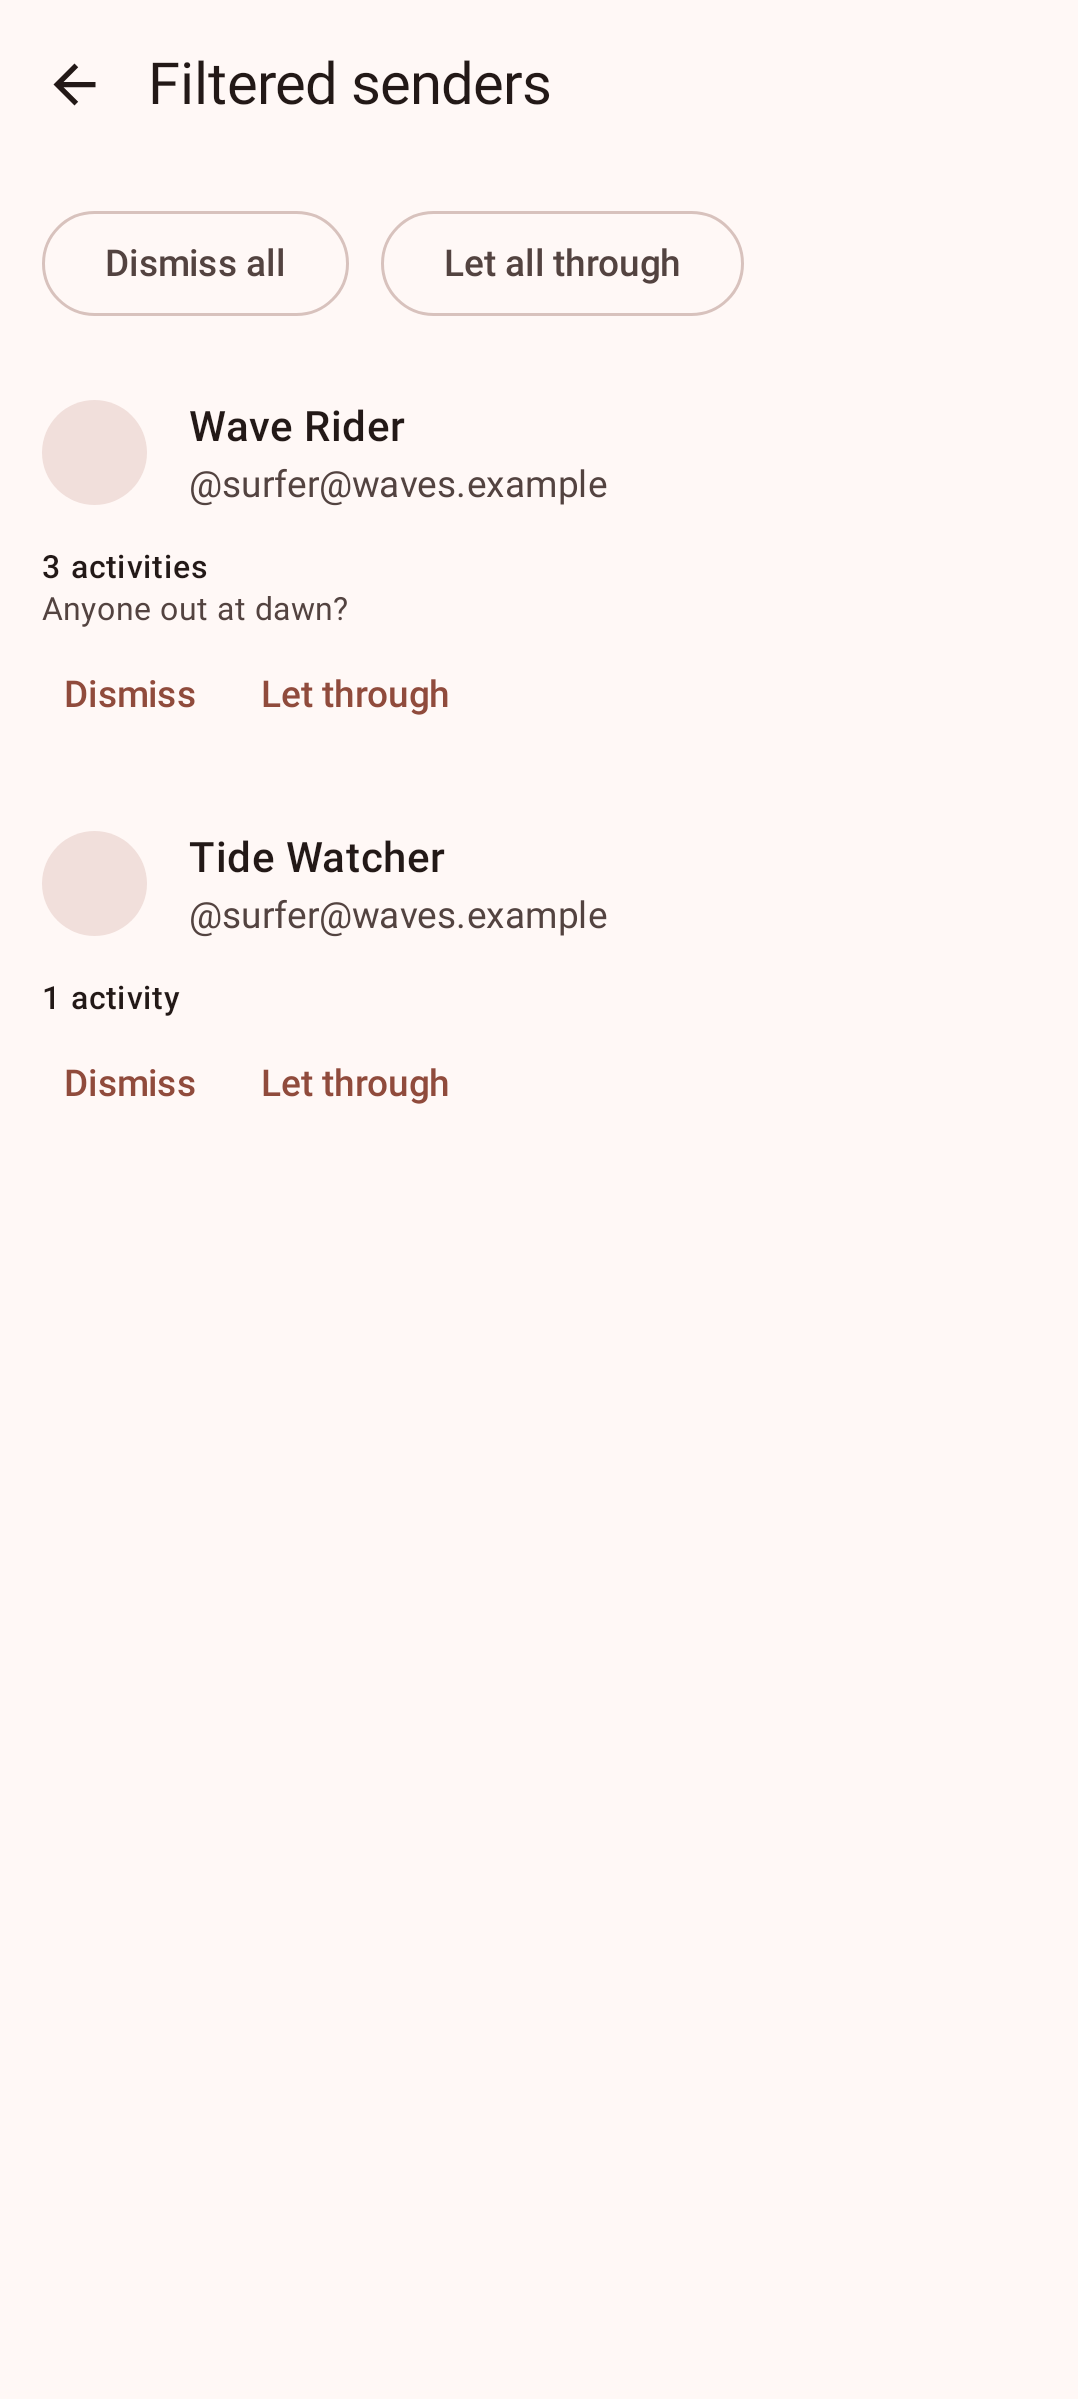 Filtered senders
Dismiss all
Let all through
Wave Rider
@surfer@waves.example
3 activities
Anyone out at dawn?
Dismiss
Let through
Tide Watcher
@surfer@waves.example
1 activity
Dismiss
Let through